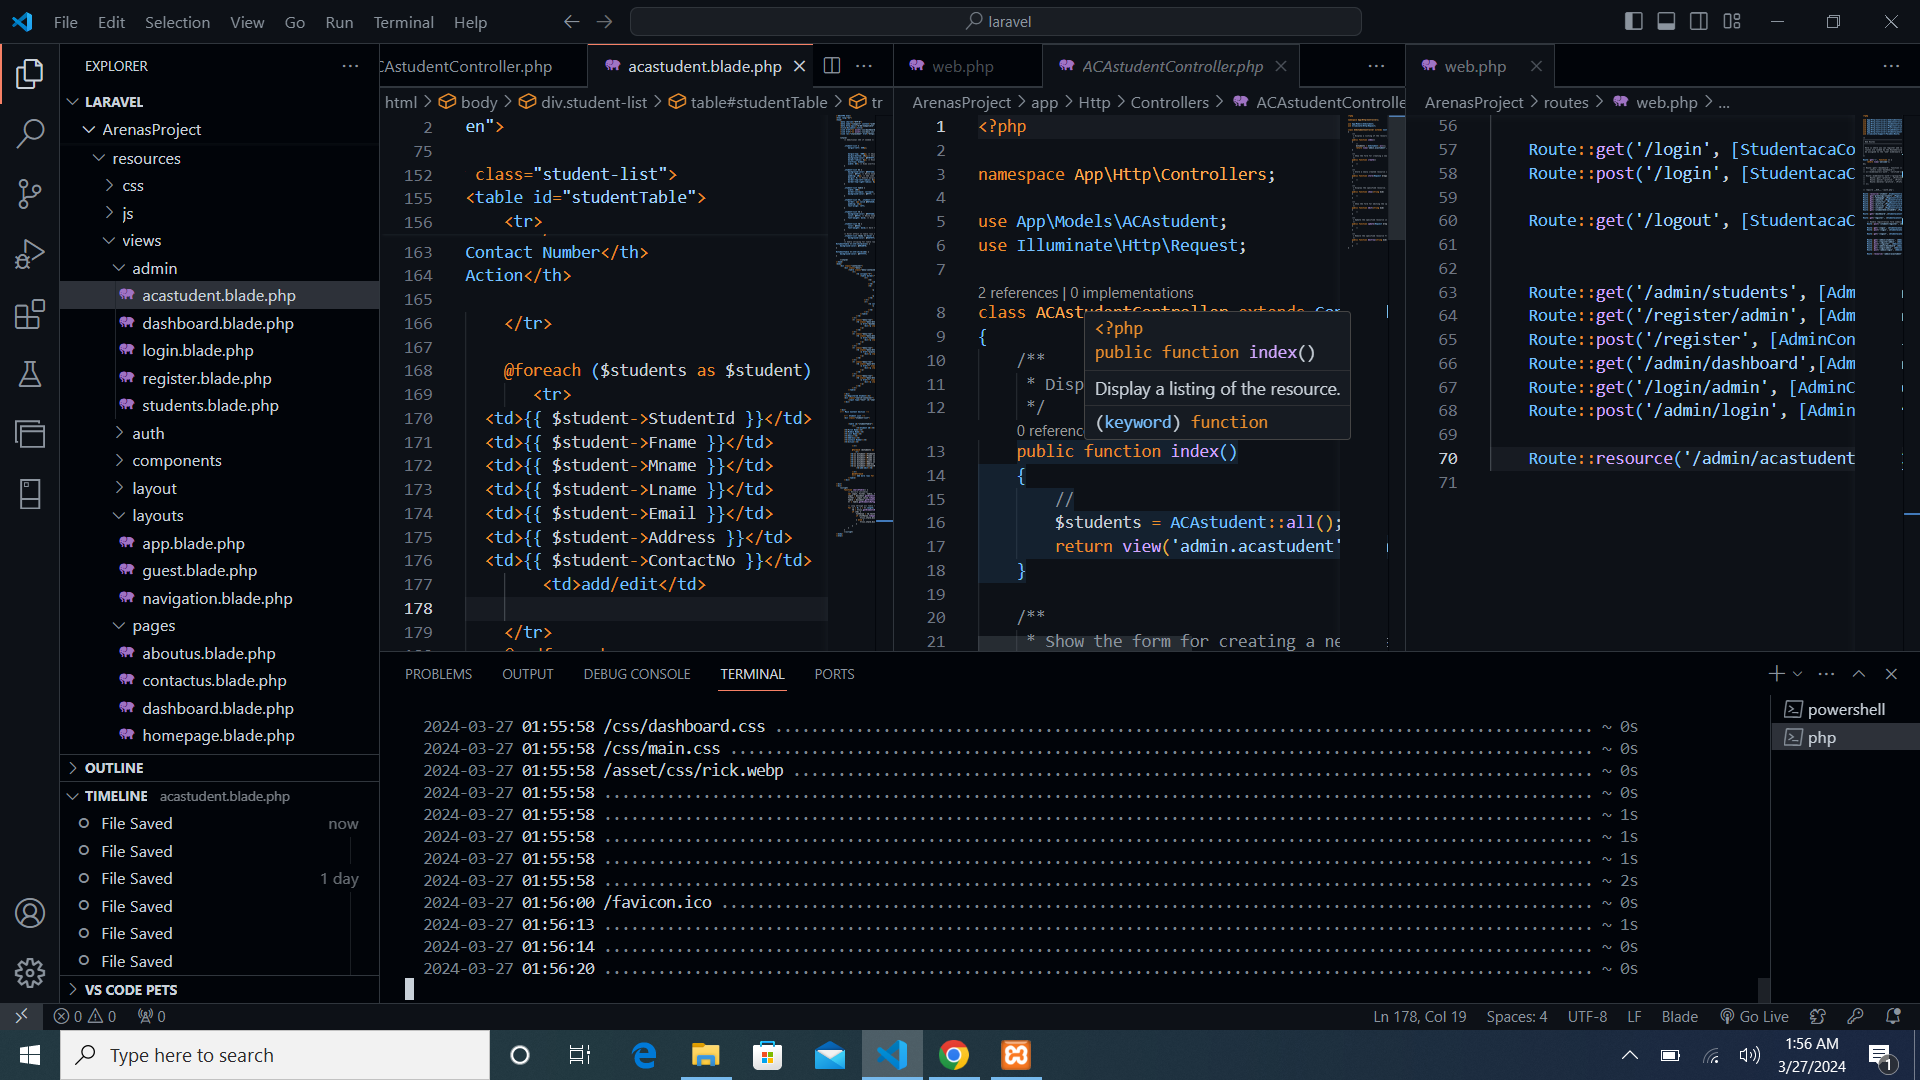 File Edit Selection View Go Run Terminal Help
laravel
EXPLORER
LARAVEL
ArenasProject
resources
css
js
views
admin
acastudent.blade.php
dashboard.blade.php
login.blade.php
register.blade.php
students.blade.php
auth
components
layout
layouts
app.blade.php
guest.blade.php
navigation.blade.php
pages
aboutus.blade.php
contactus.blade.php
dashboard.blade.php
homepage.blade.php
OUTLINE
TIMELINE acastudent.blade.php
File Saved now
File Saved
File Saved 1 day
File Saved
File Saved
File Saved
VS CODE PETS
CAstudentController.php
acastudent.blade.php
html > body > div.student-list > table#studentTable > tr
2 en">
75
152 class="student-list">
155 <table id="studentTable">
156 <tr>
163 Contact Number</th>
164 Action</th>
165
166 </tr>
167
168 @foreach ($students as $student)
169 <tr>
170 <td>{{ $student->StudentId }}</td>
171 <td>{{ $student->Fname }}</td>
172 <td>{{ $student->Mname }}</td>
173 <td>{{ $student->Lname }}</td>
174 <td>{{ $student->Email }}</td>
175 <td>{{ $student->Address }}</td>
176 <td>{{ $student->ContactNo }}</td>
177 <td>add/edit</td>
178
179 </tr>
web.php
ACAstudentController.php
ArenasProject > app > Http > Controllers > ACAstudentControlle
1 <?php
2
3 namespace App\Http\Controllers;
4
5 use App\Models\ACAstudent;
6 use Illuminate\Http\Request;
7
2 references | 0 implementations
8 class ACAstudentController extends Con
9 {
10 /**
11 * Disp
12 */
0 referenc
13 public function index()
14 {
15 //
16 $students = ACAstudent::all();
17 return view('admin.acastudent'
18 }
19
20 /**
21 * Show the form for creating a ne
<?php
public function index()
Display a listing of the resource.
(keyword) function
web.php
ArenasProject > routes > web.php > ...
56
57 Route::get('/login', [StudentacaCo
58 Route::post('/login', [StudentacaC
59
60 Route::get('/logout', [StudentacaC
61
62
63 Route::get('/admin/students', [Adm
64 Route::get('/register/admin', [Adm
65 Route::post('/register', [AdminCon
66 Route::get('/admin/dashboard',[Adm
67 Route::get('/login/admin', [AdminC
68 Route::post('/admin/login', [Admin
69
70 Route::resource('/admin/acastudent
71
PROBLEMS OUTPUT DEBUG CONSOLE TERMINAL PORTS
2024-03-27 01:55:58 /css/dashboard.css ........ ~ 0s
2024-03-27 01:55:58 /css/main.css ........ ~ 0s
2024-03-27 01:55:58 /asset/css/rick.webp ........ ~ 0s
2024-03-27 01:55:58 ........ ~ 0s
2024-03-27 01:55:58 ........ ~ 1s
2024-03-27 01:55:58 ........ ~ 1s
2024-03-27 01:55:58 ........ ~ 1s
2024-03-27 01:55:58 ........ ~ 2s
2024-03-27 01:56:00 /favicon.ico ........ ~ 0s
2024-03-27 01:56:13 ........ ~ 1s
2024-03-27 01:56:14 ........ ~ 0s
2024-03-27 01:56:20 ........ ~ 0s
powershell
php
0 0 0 Ln 178, Col 19 Spaces: 4 UTF-8 LF Blade Go Live
Type here to search
1:56 AM
3/27/2024
1